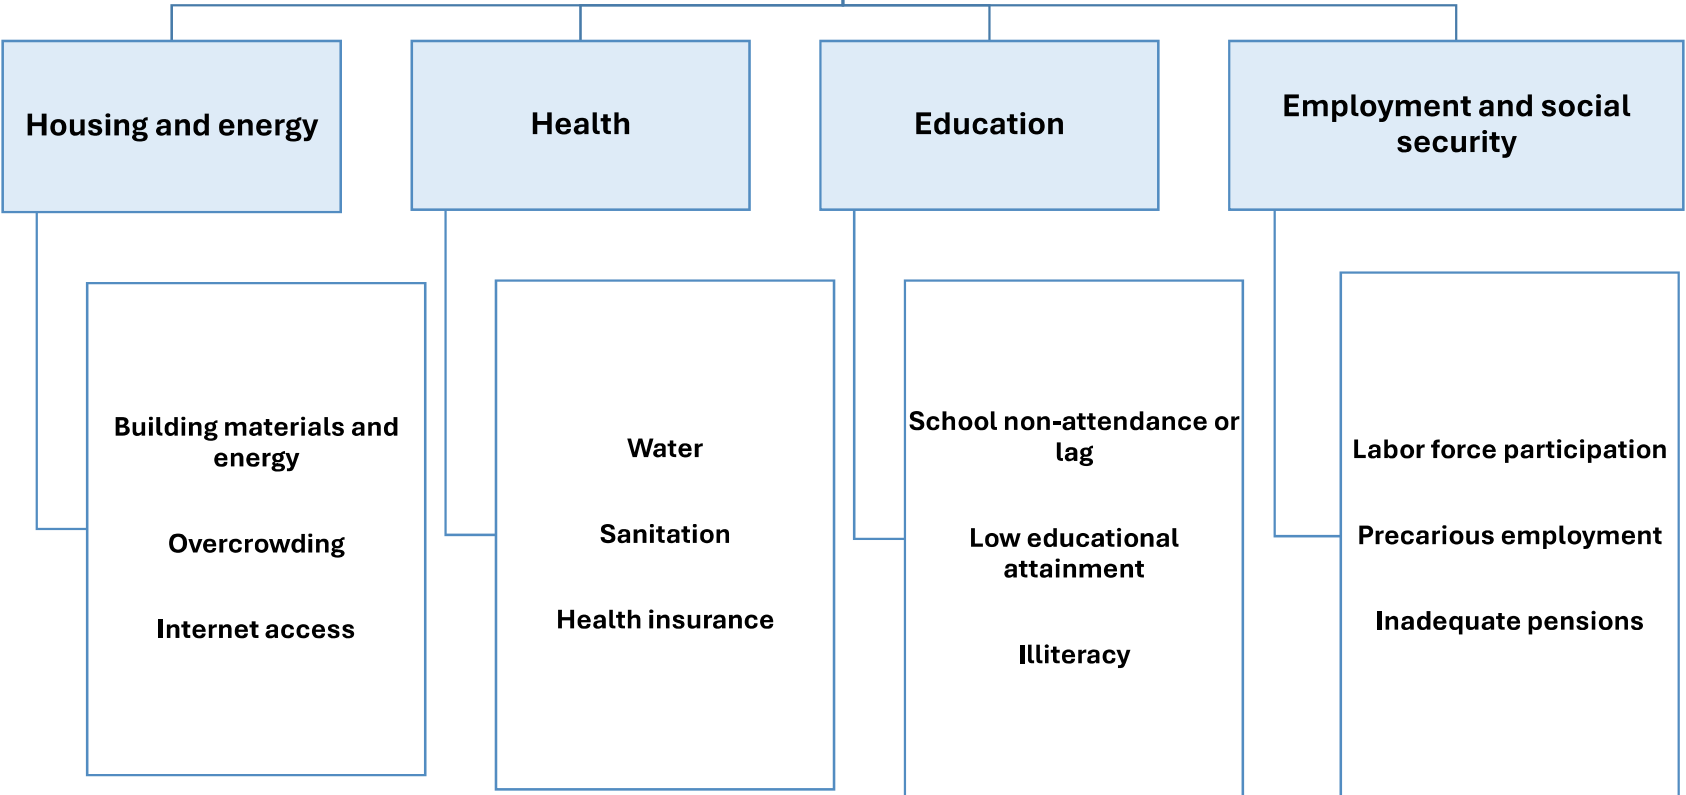 Housing and energy
Health
Education
Employment and social
security
Building materials and
energy
Overcrowding
Internet access
Water
Sanitation
Health insurance
School non-attendance or
lag
Low educational
attainment
Illiteracy
Labor force participation
Precarious employment
Inadequate pensions